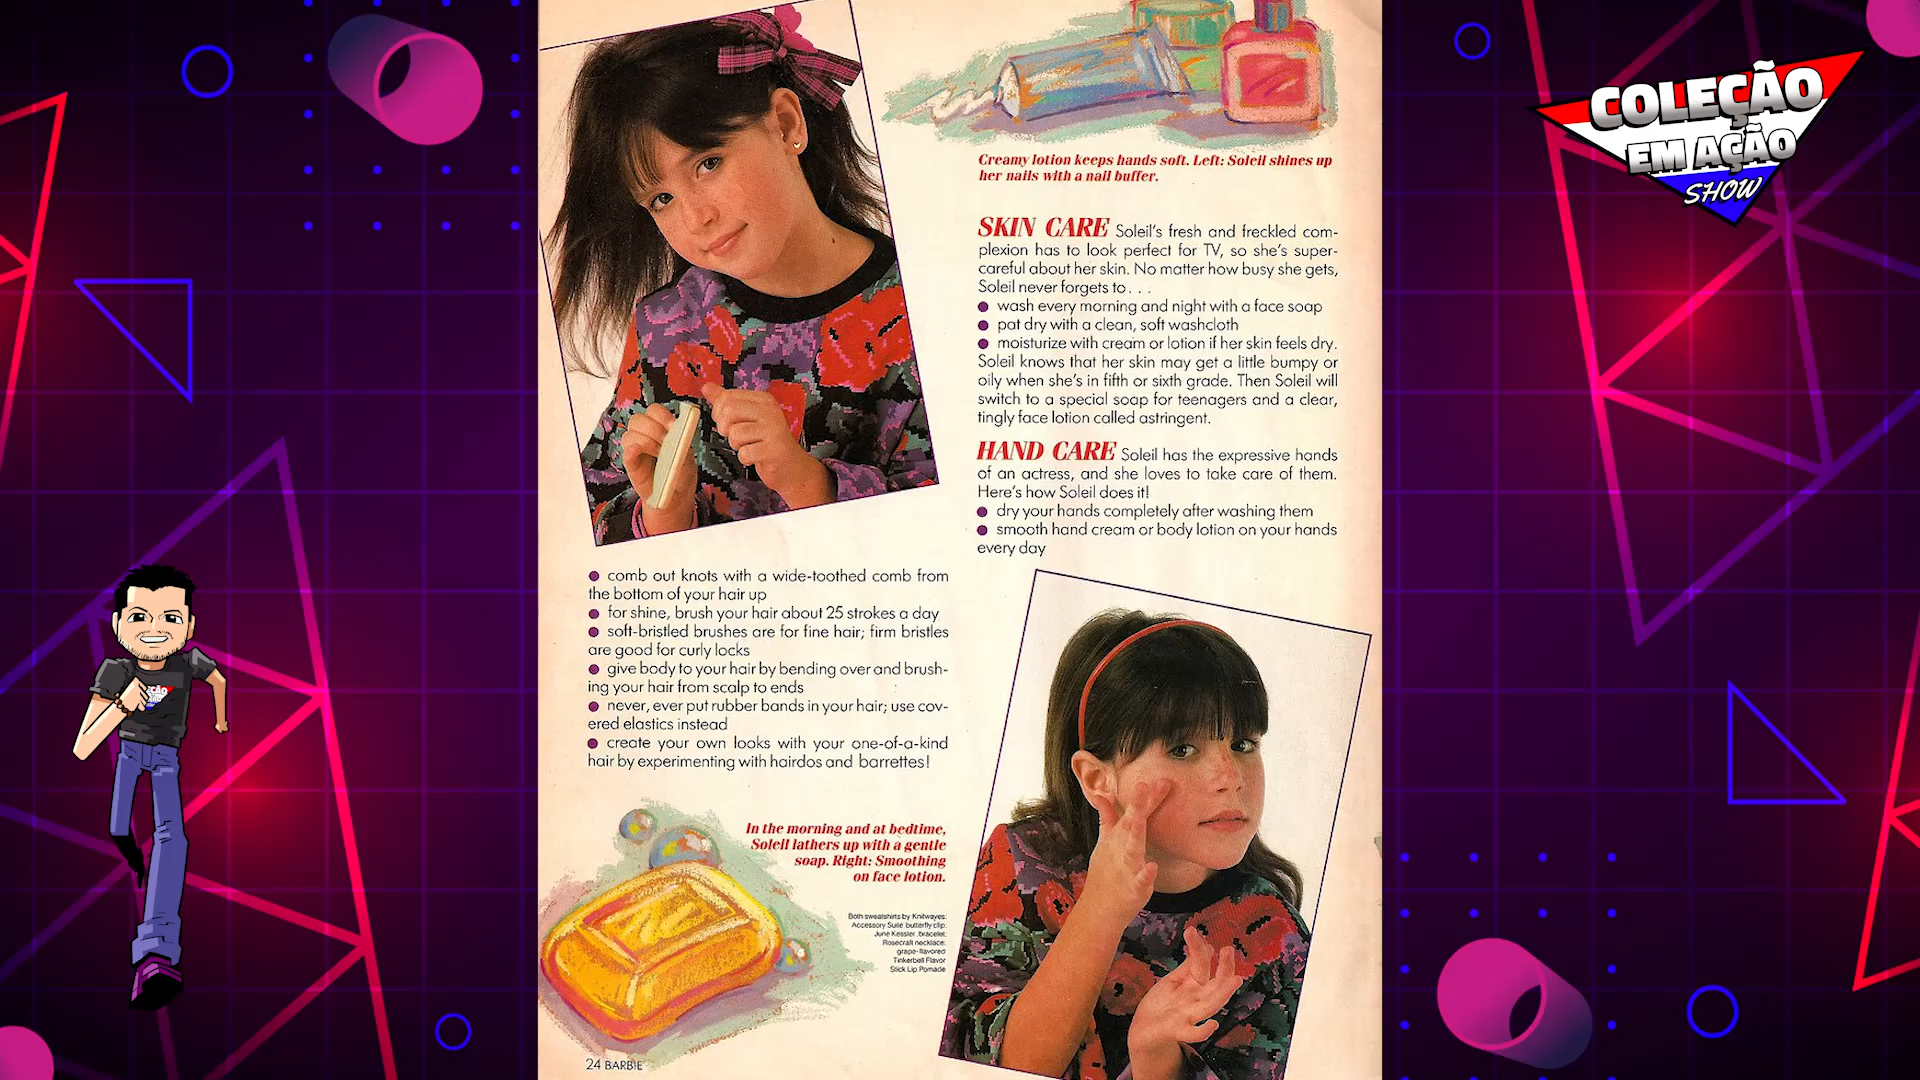 COLEÇÃO
EM AÇÃO
SHOW
Creamy lotion keeps hands soft. Left: Soleil shines up
her nails with a nail buffer.
SKIN CARE Soleil's fresh and freckled com-
plexion has to look perfect for TV, so she's super-
careful about her skin. No matter how busy she gets,
Soleil never forgets to . . .
● wash every morning and night with a face soap
● pat dry with a clean, soft washcloth
● moisturize with cream or lotion if her skin feels dry.
Soleil knows that her skin may get a little bumpy or
oily when she's in fifth or sixth grade. Then Soleil will
switch to a special soap for teenagers and a clear,
tingly face lotion called astringent.
HAND CARE Soleil has the expressive hands
of an actress, and she loves to take care of them.
Here's how Soleil does it!
● dry your hands completely after washing them
● smooth hand cream or body lotion on your hands
every day
● comb out knots with a wide-toothed comb from
the bottom of your hair up
● for shine, brush your hair about 25 strokes a day
● soft-bristled brushes are for fine hair; firm bristles
are good for curly locks
● give body to your hair by bending over and brush-
ing your hair from scalp to ends
● never, ever put rubber bands in your hair; use cov-
ered elastics instead
● create your own looks with your one-of-a-kind
hair by experimenting with hairdos and barrettes!
In the morning and at bedtime,
Soleil lathers up with a gentle
soap. Right: Smoothing
on face lotion.
Both sweatshirts by Knitwayes;
Accessory Suite butterfly clip;
June Kessler bracelet;
Rosecraft necklace;
grape-flavored
Tinkerbell Flavor
Stick Lip Pomade
24 BARBIE